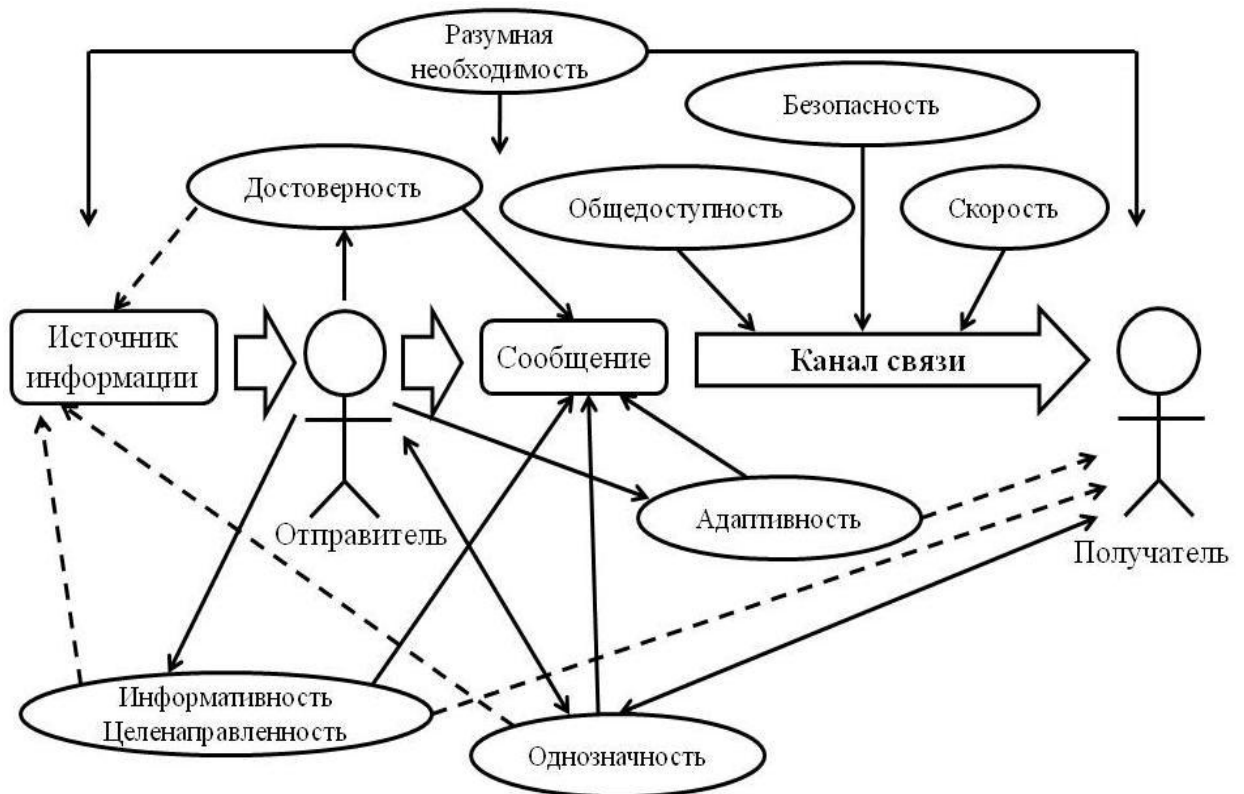 Разумная
необходимость
Безопасность
Достоверность
Общедоступность
Скорость
Источник
информации
Сообщение
Канал связи
Отправитель
Адаптивность
Получатель
Информативность
Целенаправленность
Однозначность